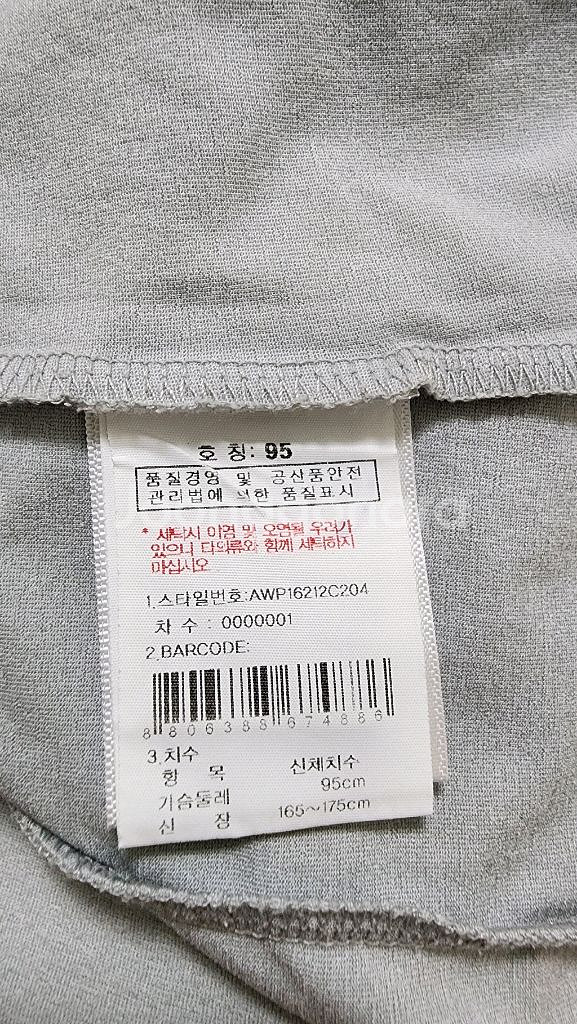 호 칭: 95
품질경영 및 공산품안전
관리법에 의한 품질표시
* 세탁시 이염 및 오염될 우려가
있으니 타의류와 함께 세탁하지
마십시오
1.스타일번호:AWP16212C204
차 수 : 0000001
2.BARCODE:
8806388674886
3.치수
항 목 신체치수
가슴둘레 95cm
신 장 165~175cm